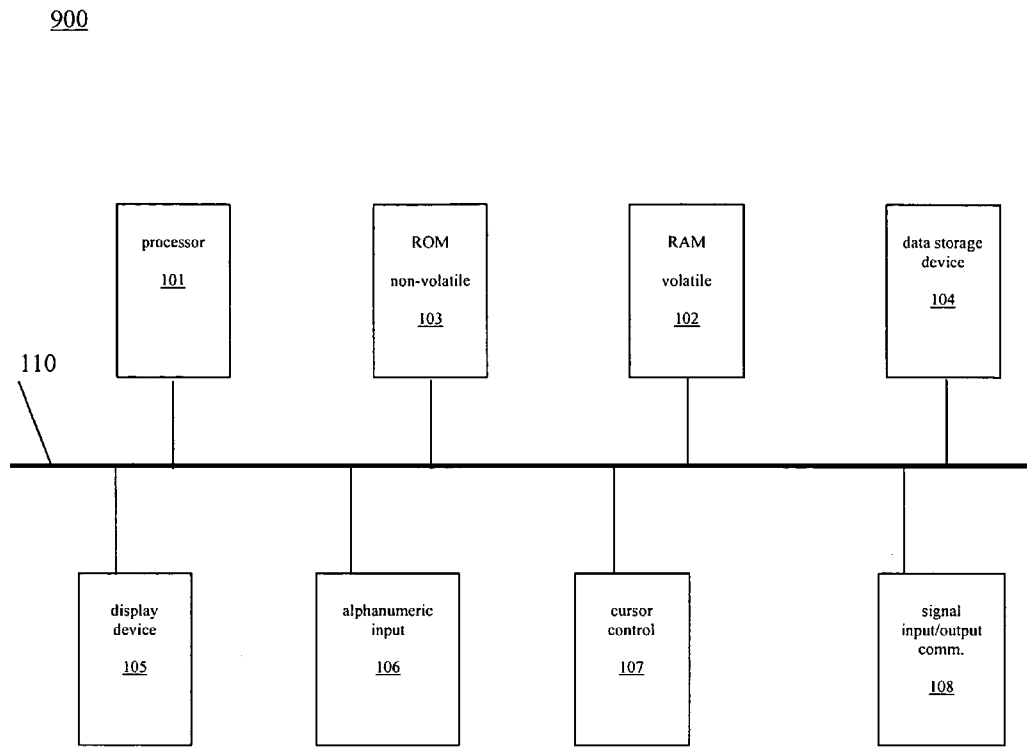 900
processor
101
ROM
non-volatile
103
RAM
volatile
102
data storage
device
104
110
display
device
105
alphanumeric
input
106
cursor
control
107
signal
input/output
comm.
108